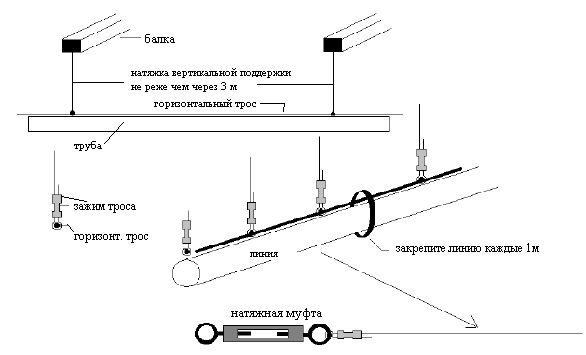 балка
натяжка вертикальной поддержки
не реже чем через 3 м
горизонтальный трос
труба
зажим троса
горизонт. трос
закрепите линию каждые 1м
линия
натяжная муфта